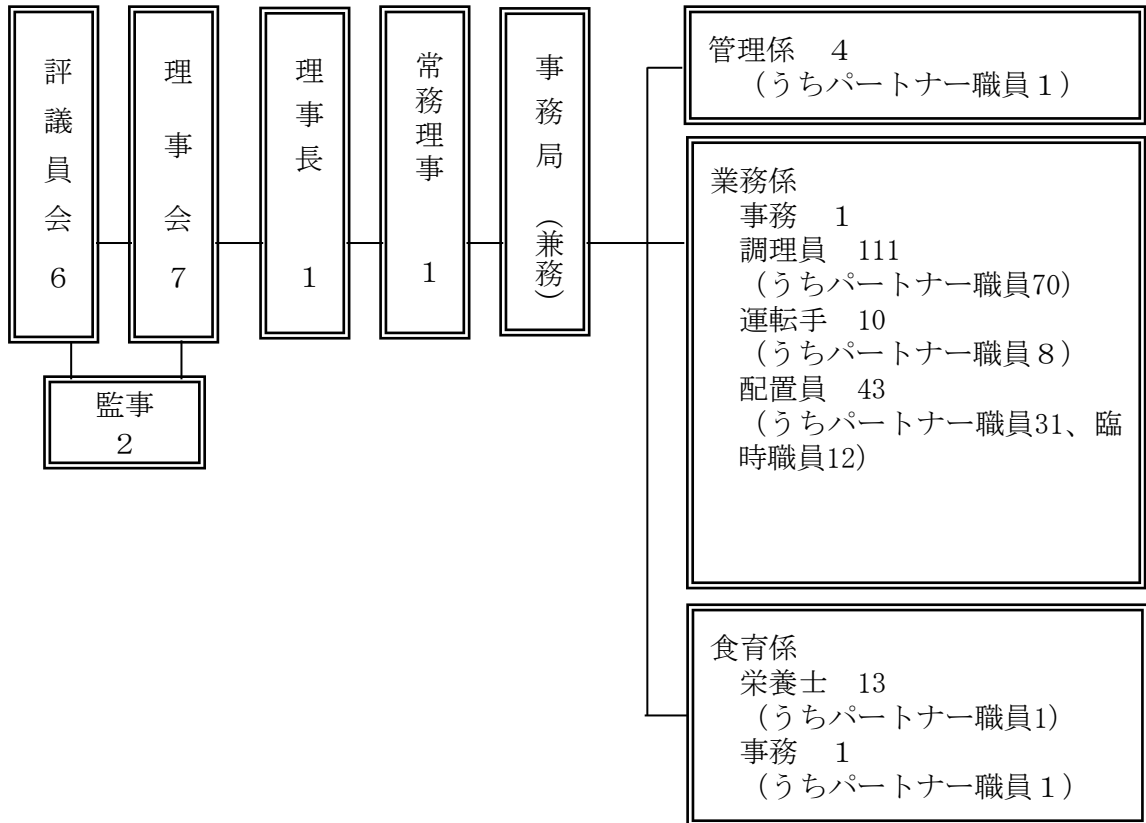 評議員会 6
理事会 7
理事長 1
常務理事 1
事務局（兼務）
監事
2
管理係 4
（うちパートナー職員１）
業務係
事務 1
調理員 111
（うちパートナー職員70）
運転手 10
（うちパートナー職員８）
配置員 43
（うちパートナー職員31、臨
時職員12）
食育係
栄養士 13
（うちパートナー職員1）
事務 1
（うちパートナー職員１）